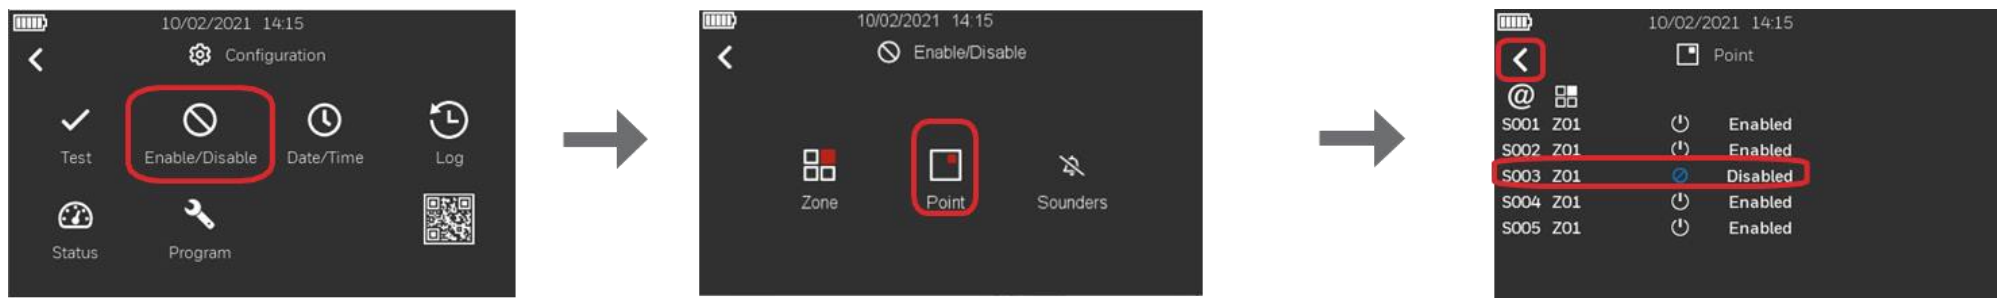 10/02/2021 14:15
Configuration
Test Enable/Disable Date/Time Log
Status Program
10/02/2021 14:15
Enable/Disable
Zone Point Sounders
10/02/2021 14:15
Point
@
S001 Z01 Enabled
S002 Z01 Enabled
S003 Z01 Disabled
S004 Z01 Enabled
S005 Z01 Enabled